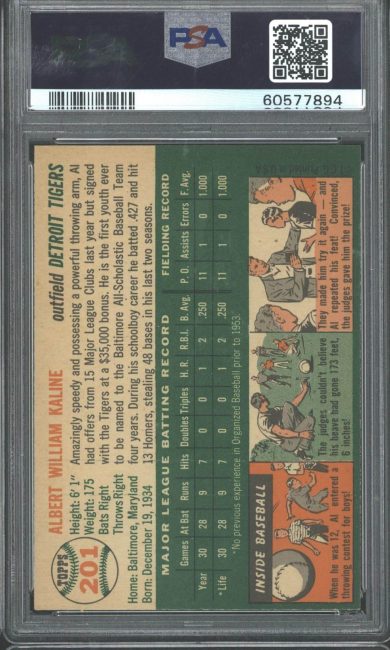 PSA
60577894
TOPPS
201
ALBERT WILLIAM KALINE
outfield DETROIT TIGERS
Height: 6' 1"
Weight: 175
Bats Right
Throws Right
Home: Baltimore, Maryland
Born: December 19, 1934
Amazingly speedy and possessing a powerful throwing arm, Al
had offers from 15 Major League Clubs last year but signed
with the Tigers at a $35,000 bonus. He is the first youth ever
to be named to the Baltimore All-Scholastic Baseball Team
four years. During his schoolboy career he batted .427 and hit
13 Homers, stealing 48 bases in his last two seasons.
MAJOR LEAGUE BATTING RECORD FIELDING RECORD
Games At Bat Runs Hits Doubles Triples H. R. R.B.I. B. Avg. P. O. Assists Errors F. Avg.
Year 30 28 9 7 0 0 1 2 .250 11 1 0 1.000
*Life 30 28 9 7 0 0 1 2 .250 11 1 0 1.000
*No previous experience in Organized Baseball prior to 1953.
INSIDE BASEBALL
When he was 12, Al entered a
throwing contest for boys!
The judges couldn't believe
his heave had gone 173 feet,
6 inches!
They made him try it again — and
Al repeated his feat! Convinced,
the judges gave him the prize!